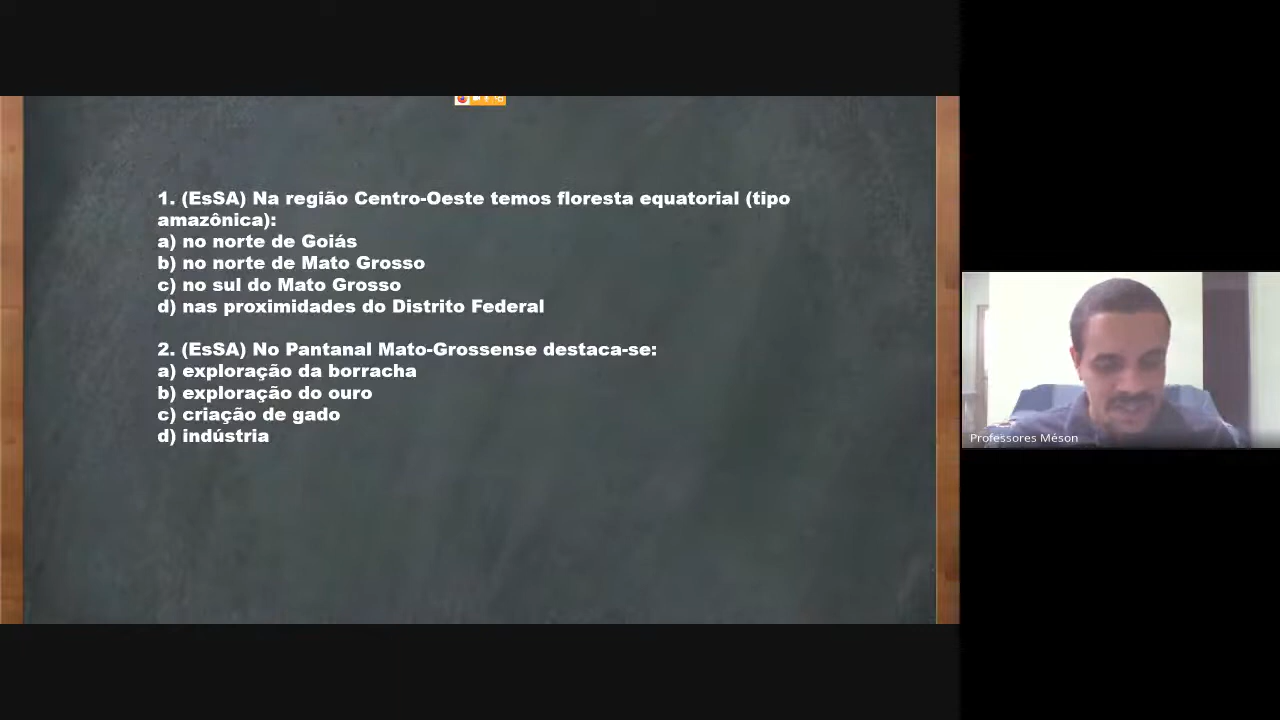 1. (EsSA) Na região Centro-Oeste temos floresta equatorial (tipo
amazônica):
a) no norte de Goiás
b) no norte de Mato Grosso
c) no sul do Mato Grosso
d) nas proximidades do Distrito Federal
2. (EsSA) No Pantanal Mato-Grossense destaca-se:
a) exploração da borracha
b) exploração do ouro
c) criação de gado
d) indústria
Professores Méson